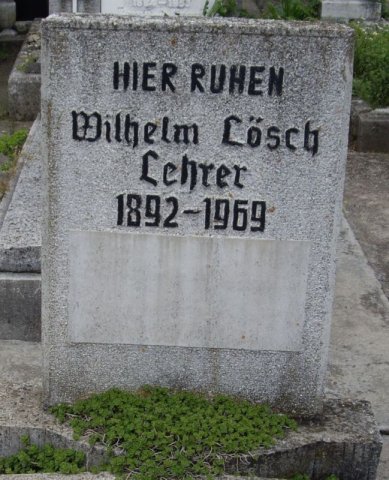 HIER RUHEN
Wilhelm Lösch
Lehrer
1892-1969